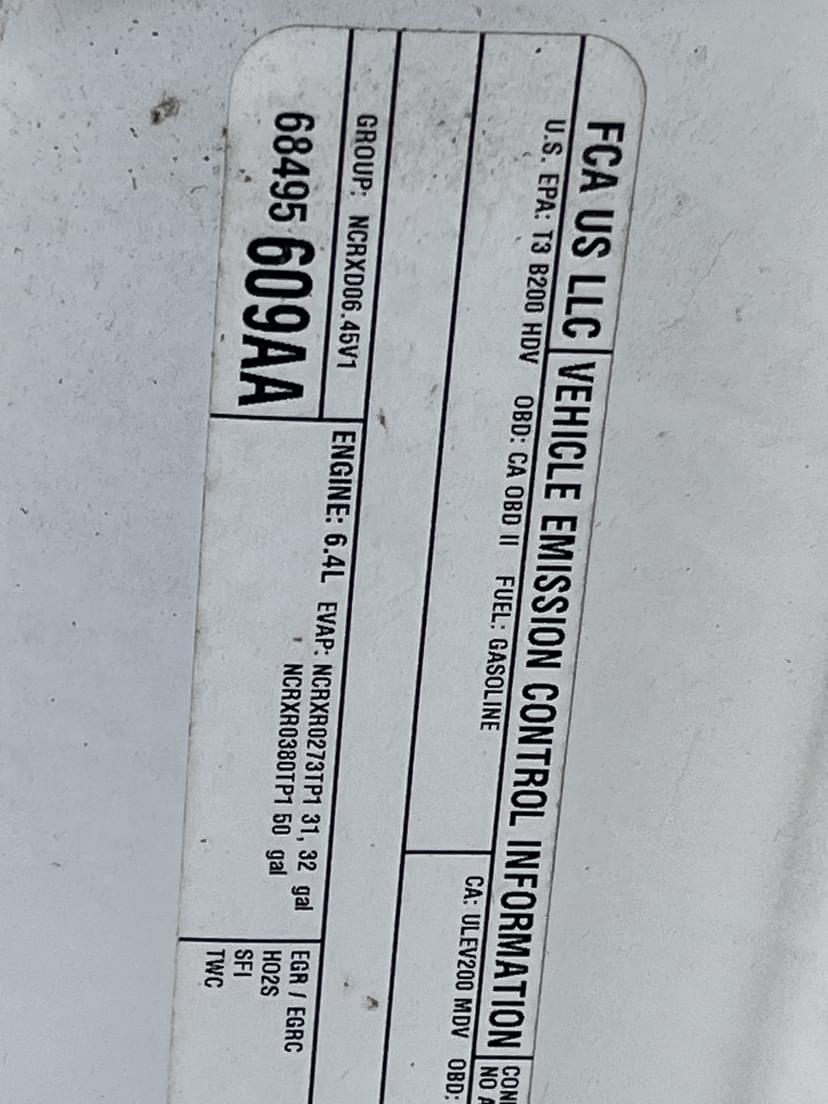 FCA US LLC VEHICLE EMISSION CONTROL INFORMATION
U.S. EPA: T3 B200 HDV OBD: CA OBD II FUEL: GASOLINE
NO
CA: ULEV200 MDV OBD:
GROUP: NCRXD06.45V1
ENGINE: 6.4L EVAP: NCRXR0273TP1 31, 32 gal
NCRXR0380TP1 50 gal
68495 609AA
EGR / EGRC
HO2S
SFI
TWC